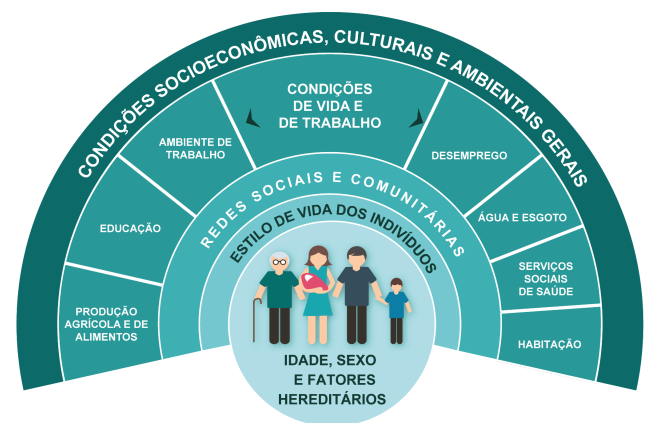 CONDIÇÕES SOCIOECONÔMICAS, CULTURAIS E AMBIENTAIS GERAIS
CONDIÇÕES
DE VIDA E
DE TRABALHO
AMBIENTE DE
TRABALHO
DESEMPREGO
EDUCAÇÃO
ÁGUA E ESGOTO
PRODUÇÃO
AGRÍCOLA E DE
ALIMENTOS
SERVIÇOS
SOCIAIS
DE SAÚDE
HABITAÇÃO
REDES SOCIAIS E COMUNITÁRIAS
ESTILO DE VIDA DOS INDIVÍDUOS
IDADE, SEXO
E FATORES
HEREDITÁRIOS